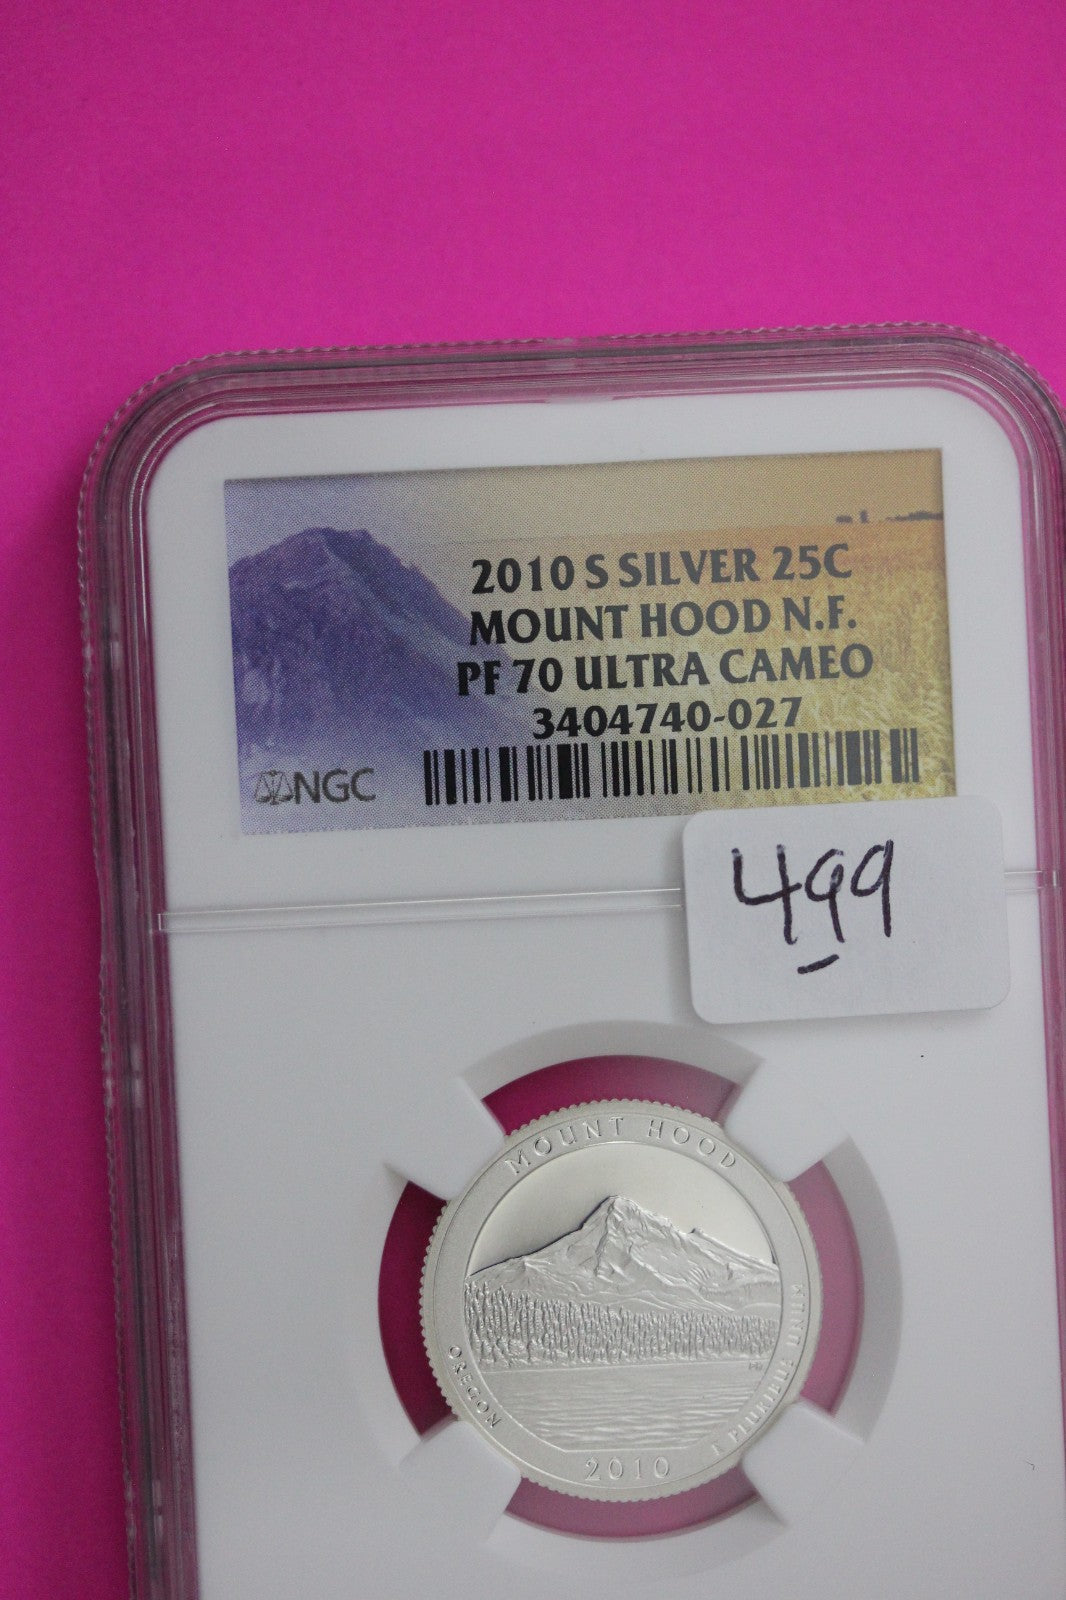 2010 S SILVER 25C
MOUNT HOOD N.F.
PF 70 ULTRA CAMEO
3404740-027
NGC
499
MOUNT HOOD
OREGON
E PLURIBUS UNUM
2010